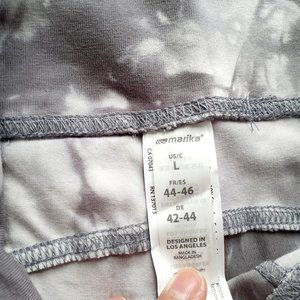 marika®
US/C
L
FR/ES
44-46
DE
42-44
DESIGNED IN
LOS ANGELES
MADE IN
BANGLADESH